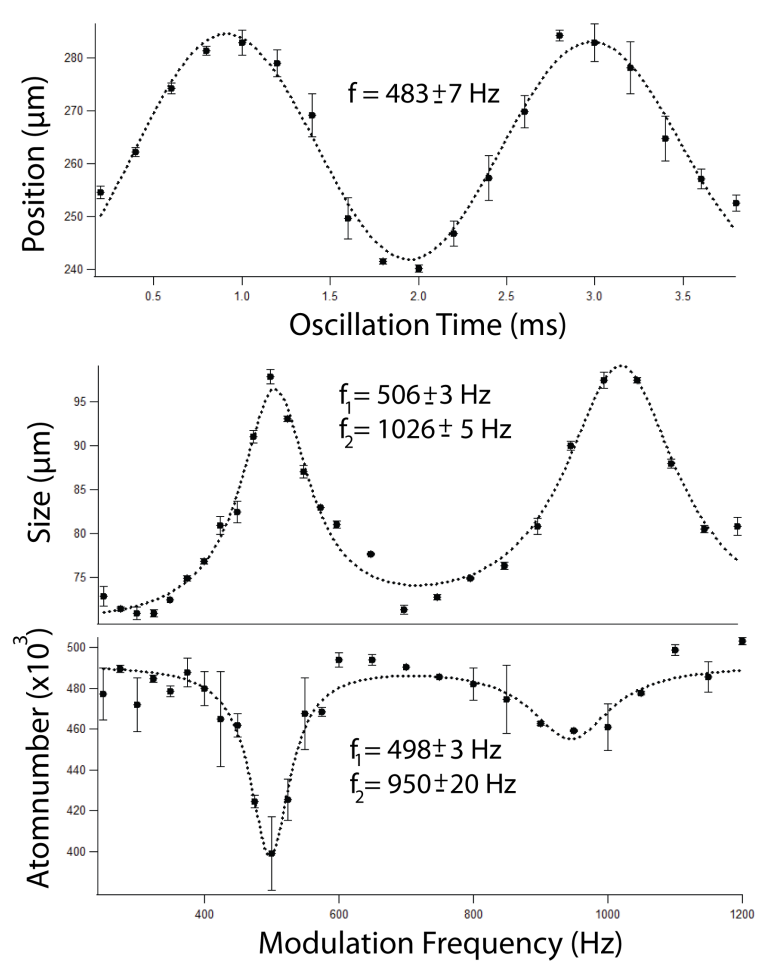 Position (μm)
280
270
260
250
240
f = 483±7 Hz
0.5 1.0 1.5 2.0 2.5 3.0 3.5
Oscillation Time (ms)
Size (μm)
95
90
85
80
75
f1= 506±3 Hz
f2= 1026± 5 Hz
Atomnumber (x10³)
500
480
460
440
420
400
f1= 498±3 Hz
f2= 950±20 Hz
400 600 800 1000 1200
Modulation Frequency (Hz)